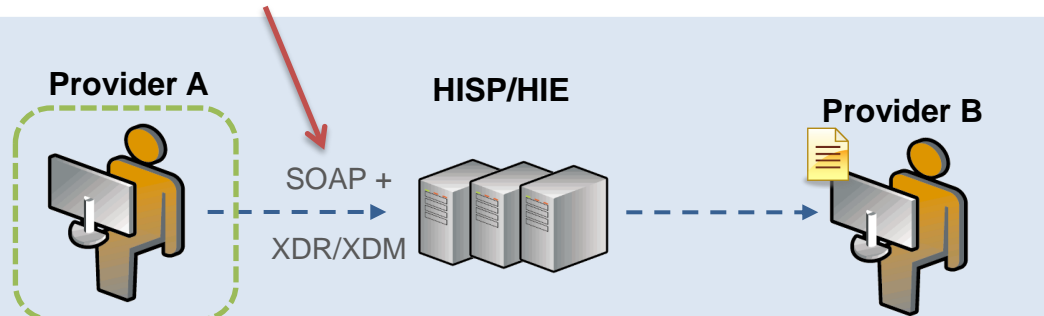 Provider A
HISP/HIE
Provider B
SOAP +
XDR/XDM